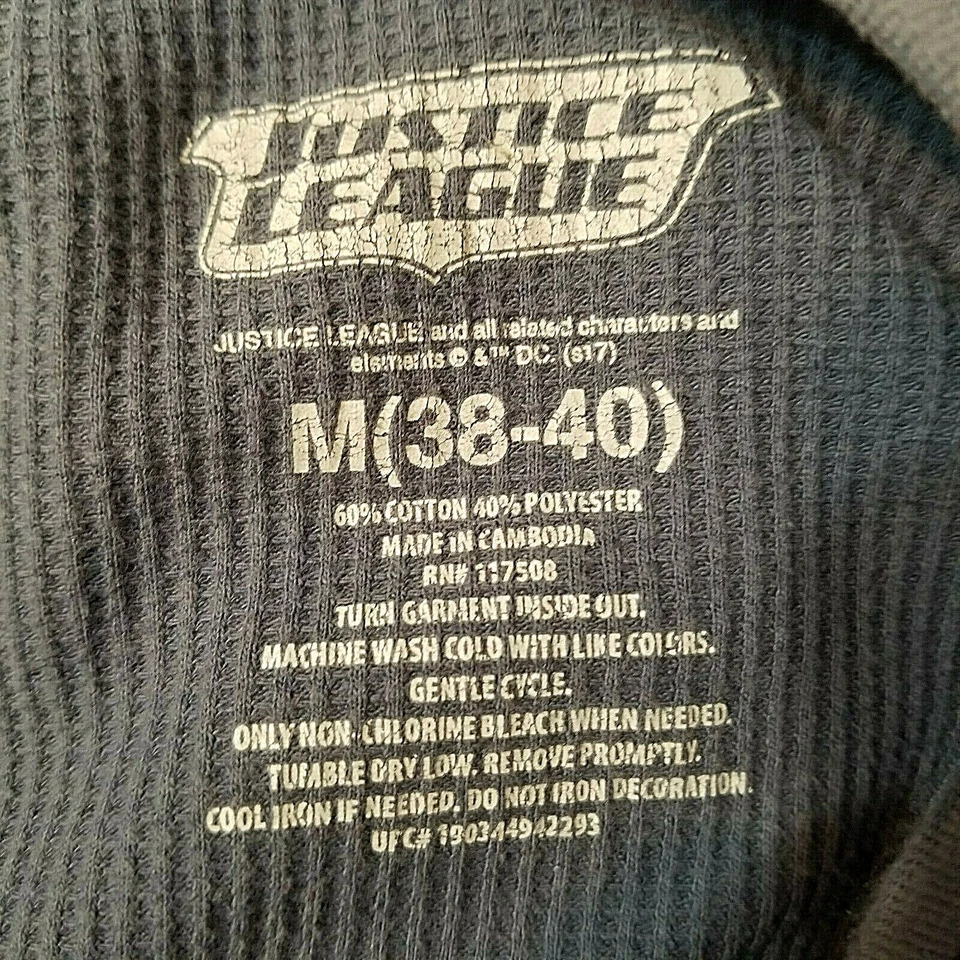 JUSTICE
LEAGUE
JUSTICE LEAGUE and all related characters and
elements © & ™ DC. (s17)
M(38-40)
60% COTTON 40% POLYESTER
MADE IN CAMBODIA
RN# 117508
TURN GARMENT INSIDE OUT.
MACHINE WASH COLD WITH LIKE COLORS.
GENTLE CYCLE.
ONLY NON-CHLORINE BLEACH WHEN NEEDED.
TUMBLE DRY LOW. REMOVE PROMPTLY.
COOL IRON IF NEEDED. DO NOT IRON DECORATION.
UPC# 190344942293